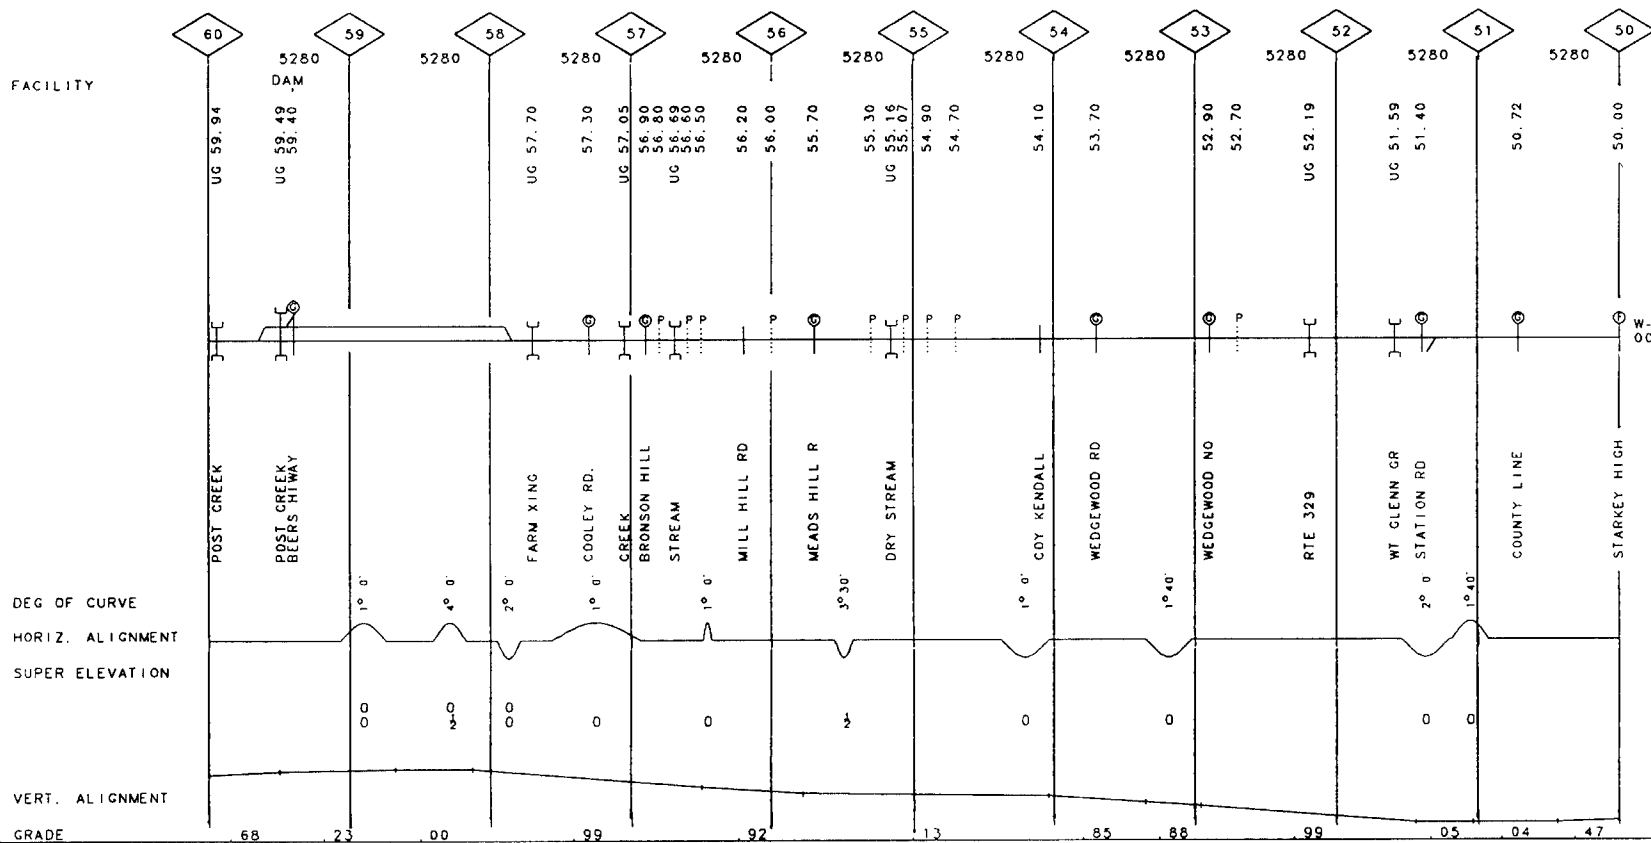 60 59 58 57 56 55 54 53 52 51 50
5280 5280 5280 5280 5280 5280 5280 5280 5280 5280
FACILITY
DAM
UG 59.94
UG 59.49
59.40
UG 57.70
57.30
UG 57.05
56.90
56.80
UG 56.69
56.60
56.50
56.20
56.00
55.70
55.30
UG 55.16
55.07
54.90
54.70
54.10
53.70
52.90
52.70
UG 52.19
UG 51.59
51.40
50.72
50.00
G G G P P P P G P P P P G G P G G P
W-
00
POST CREEK
POST CREEK
BEERS HIWAY
FARM XING
COOLEY RD.
CREEK
BRONSON HILL
STREAM
MILL HILL RD
MEADS HILL R
DRY STREAM
COY KENDALL
WEDGEWOOD RD
WEDGEWOOD NO
RTE 329
WT GLENN GR
STATION RD
COUNTY LINE
STARKEY HIGH
DEG OF CURVE
1° 0' 4° 0' 2° 0' 1° 0' 1° 0' 3°30' 1° 0' 1°40' 2° 0' 1°40'
HORIZ. ALIGNMENT
SUPER ELEVATION
0 0 0
0 ½ 0 0 0 ½ 0 0 0 0
VERT. ALIGNMENT
GRADE .68 .23 .00 .99 .92 .13 .85 .88 .99 .05 .04 .47